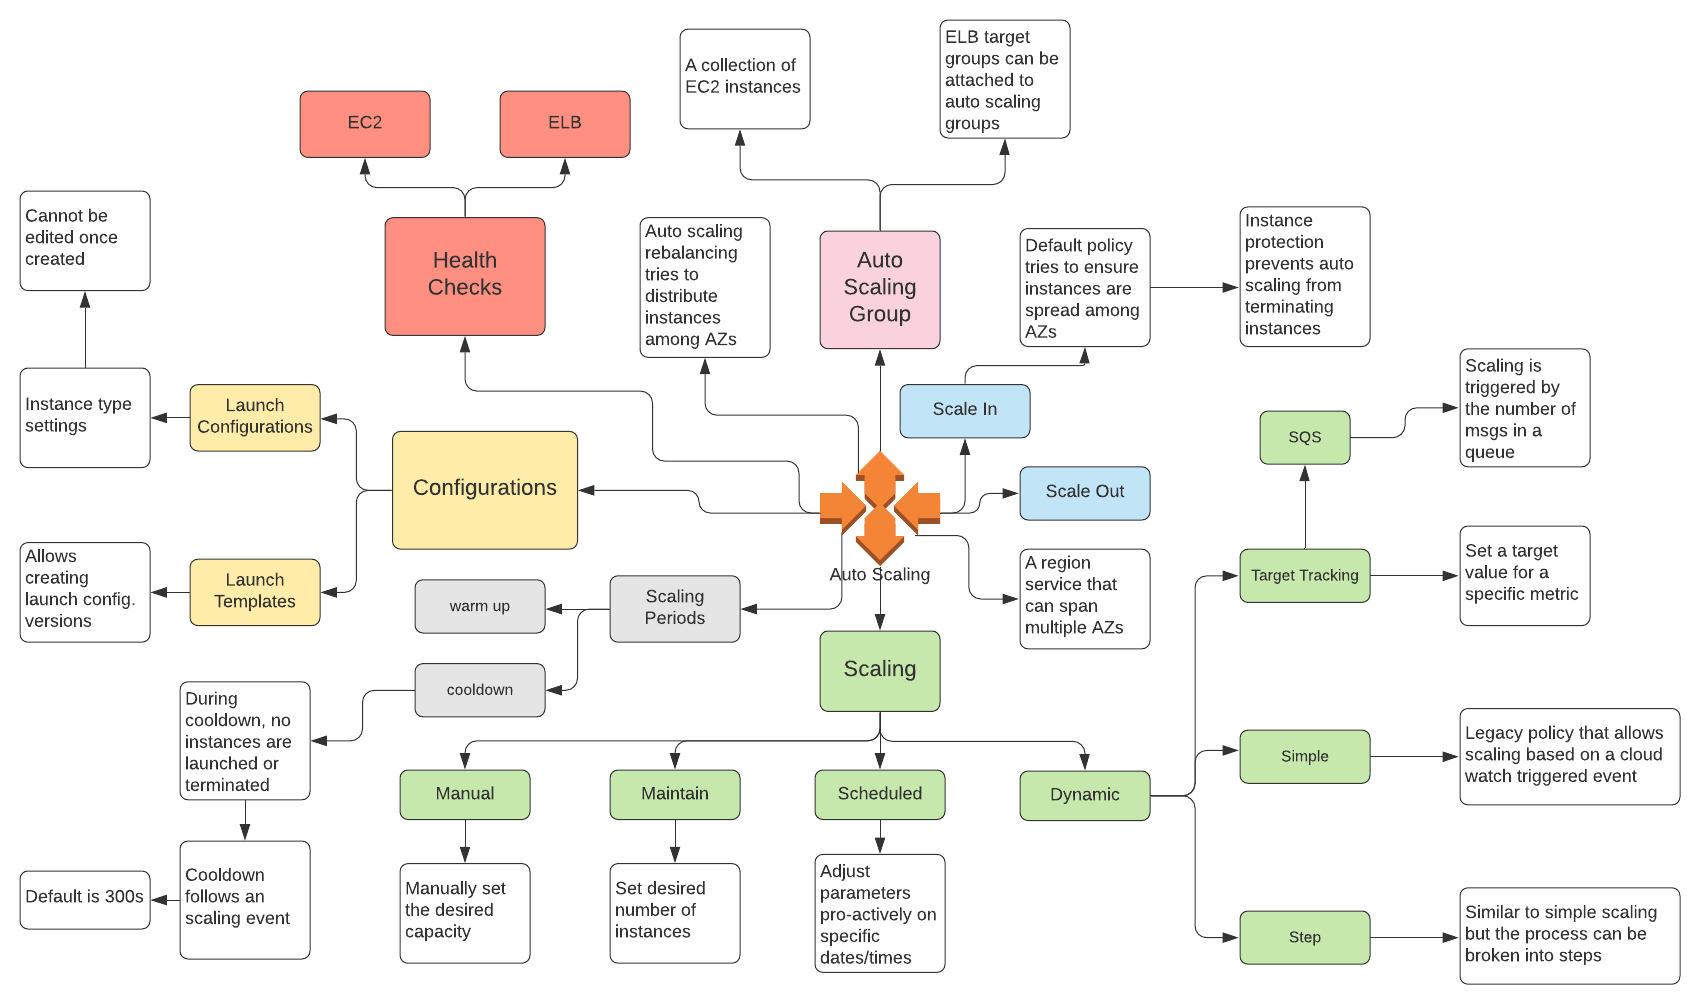 ELB target
groups can be
attached to
auto scaling
groups
A collection of
EC2 instances
EC2
ELB
Cannot be
edited once
created
Health
Checks
Auto scaling
rebalancing
tries to
distribute
instances
among AZs
Auto
Scaling
Group
Default policy
tries to ensure
instances are
spread among
AZs
Instance
protection
prevents auto
scaling from
terminating
instances
Instance type
settings
Launch
Configurations
Scale In
SQS
Scaling is
triggered by
the number of
msgs in a
queue
Configurations
Scale Out
Allows
creating
launch config.
versions
Launch
Templates
warm up
Scaling
Periods
Auto Scaling
A region
service that
can span
multiple AZs
Target Tracking
Set a target
value for a
specific metric
Scaling
cooldown
During
cooldown, no
instances are
launched or
terminated
Simple
Legacy policy that allows
scaling based on a cloud
watch triggered event
Manual
Maintain
Scheduled
Dynamic
Default is 300s
Cooldown
follows an
scaling event
Manually set
the desired
capacity
Set desired
number of
instances
Adjust
parameters
pro-actively on
specific
dates/times
Step
Similar to simple scaling
but the process can be
broken into steps